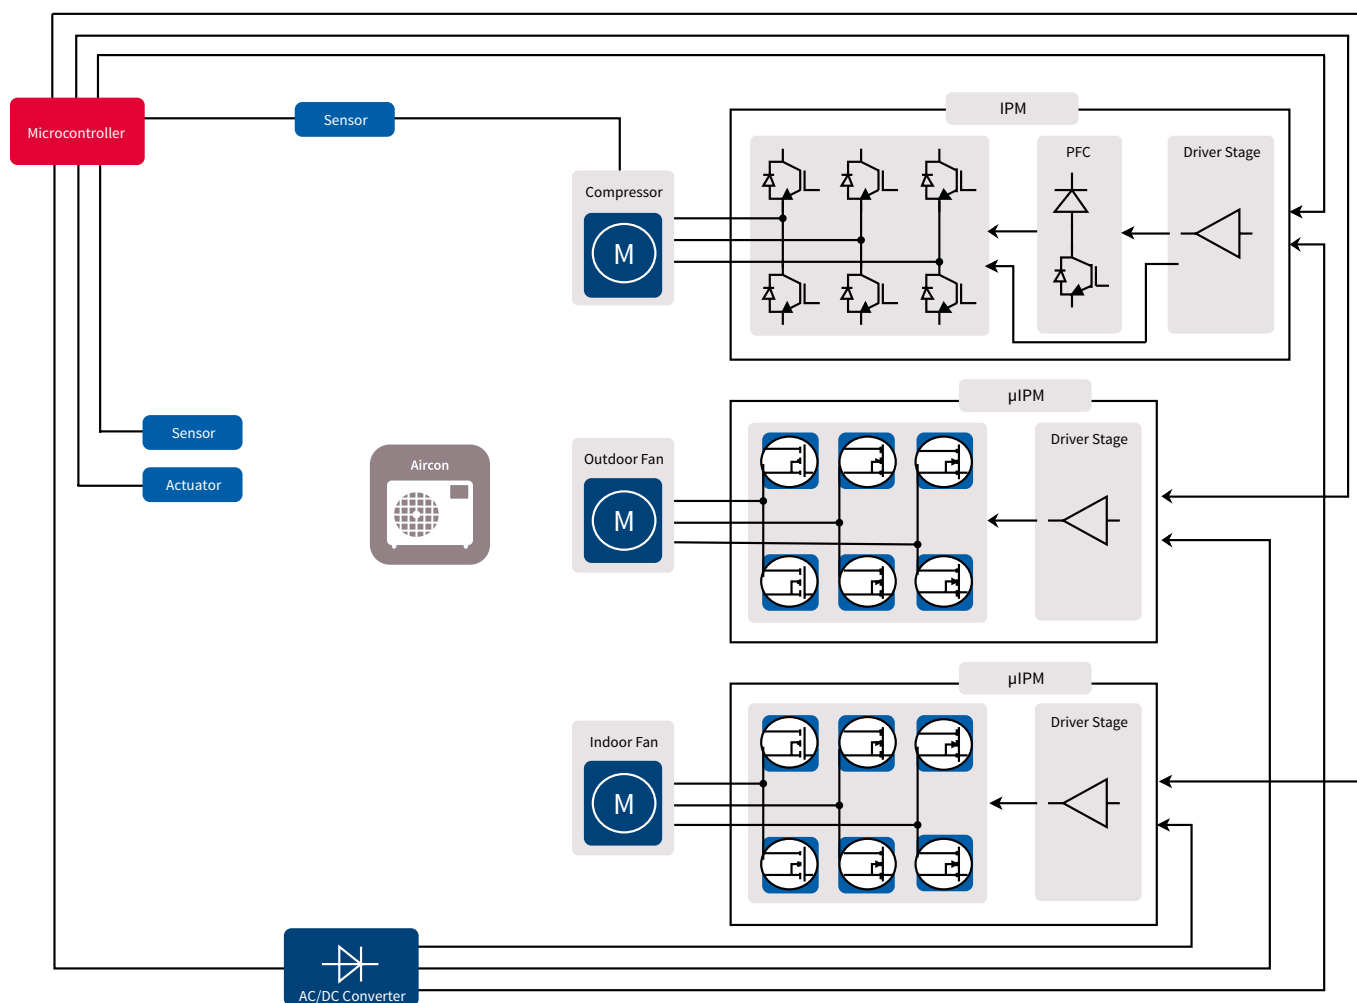 IPM
Microcontroller
Sensor
PFC
Driver Stage
Compressor
M
µIPM
Sensor
Driver Stage
Outdoor Fan
Aircon
Actuator
M
µIPM
Driver Stage
Indoor Fan
M
AC/DC Converter